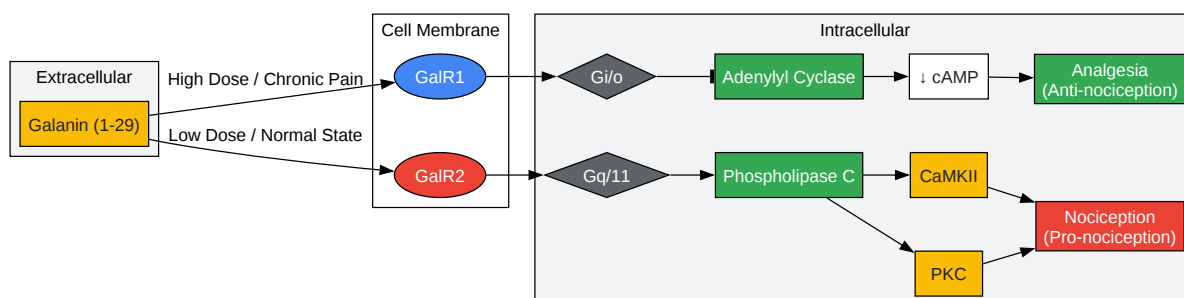 Extracellular
Galanin (1-29)
High Dose / Chronic Pain
Low Dose / Normal State
Cell Membrane
GalR1
GalR2
Intracellular
Gi/o
Adenylyl Cyclase
↓ cAMP
Analgesia
(Anti-nociception)
Gq/11
Phospholipase C
CaMKII
PKC
Nociception
(Pro-nociception)